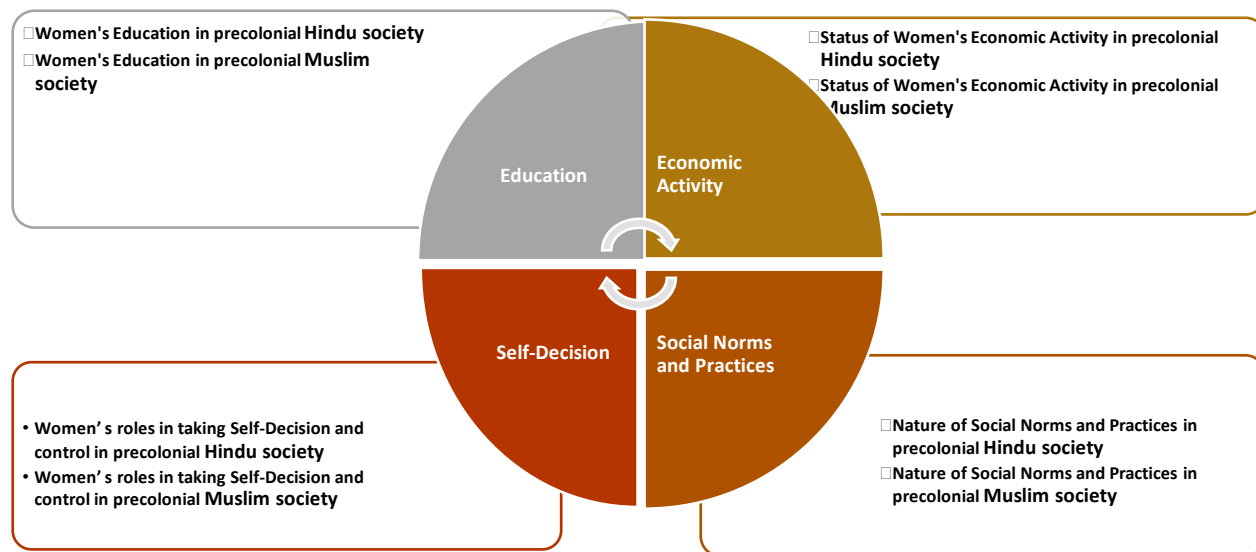 □Women's Education in precolonial Hindu society
□Women's Education in precolonial Muslim
society
□Status of Women's Economic Activity in precolonial
Hindu society
□Status of Women's Economic Activity in precolonial
Muslim society
Education
Economic
Activity
Self-Decision
Social Norms
and Practices
• Women’ s roles in taking Self-Decision and
control in precolonial Hindu society
• Women’ s roles in taking Self-Decision and
control in precolonial Muslim society
□Nature of Social Norms and Practices in
precolonial Hindu society
□Nature of Social Norms and Practices in
precolonial Muslim society